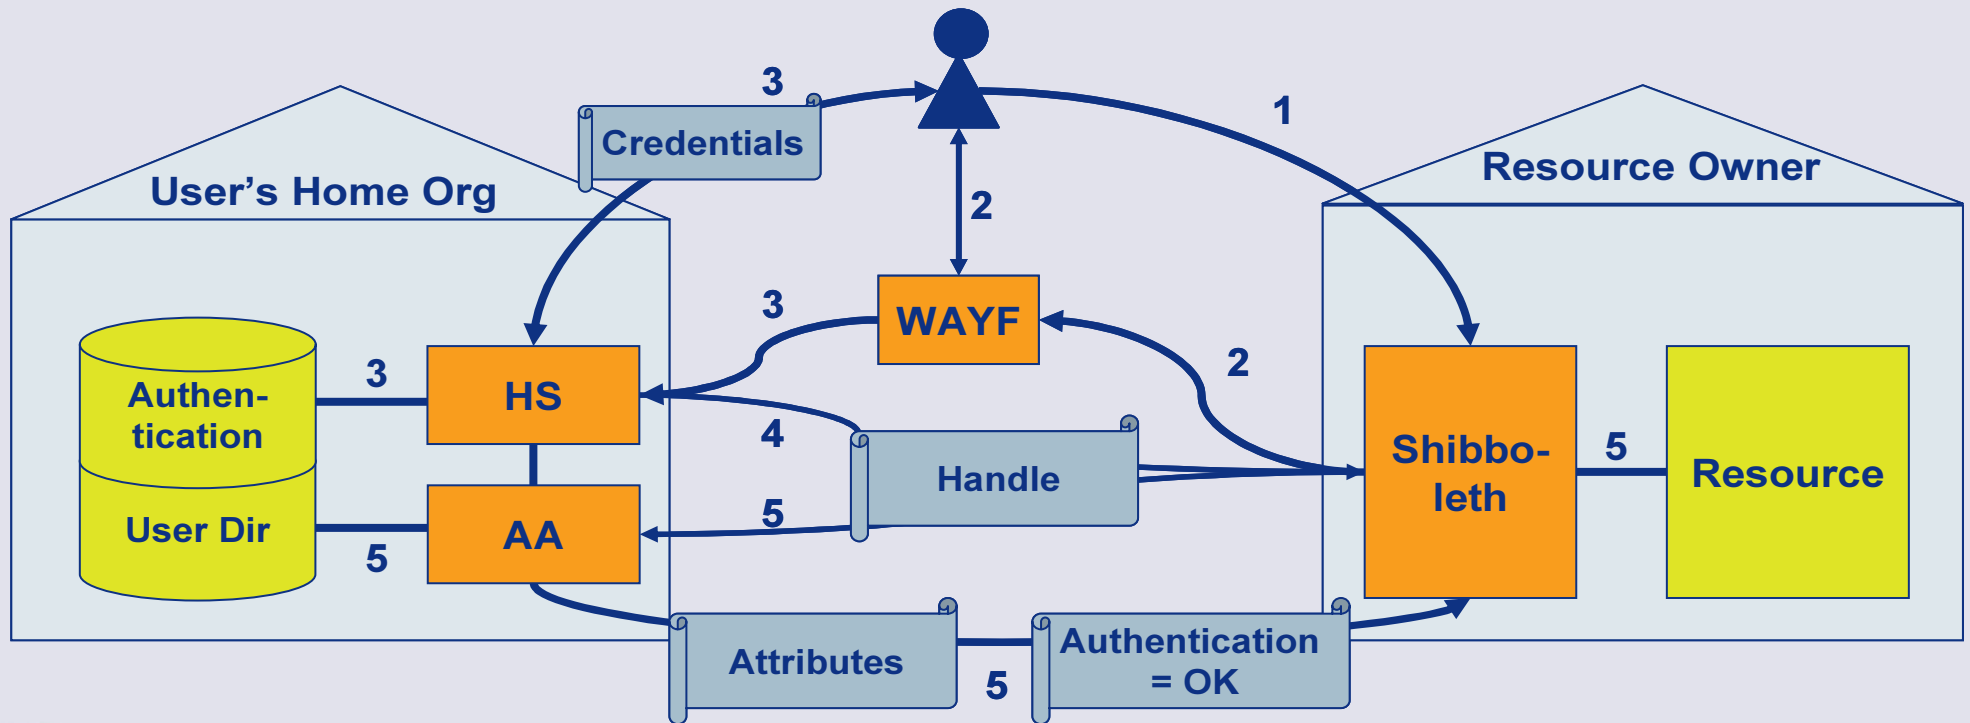 3
1
Credentials
User’s Home Org
Resource Owner
2
3
WAYF
2
3
HS
Authen-
tication
4
Shibbo-
leth
5
Resource
Handle
5
User Dir
AA
5
Attributes
5
Authentication
= OK